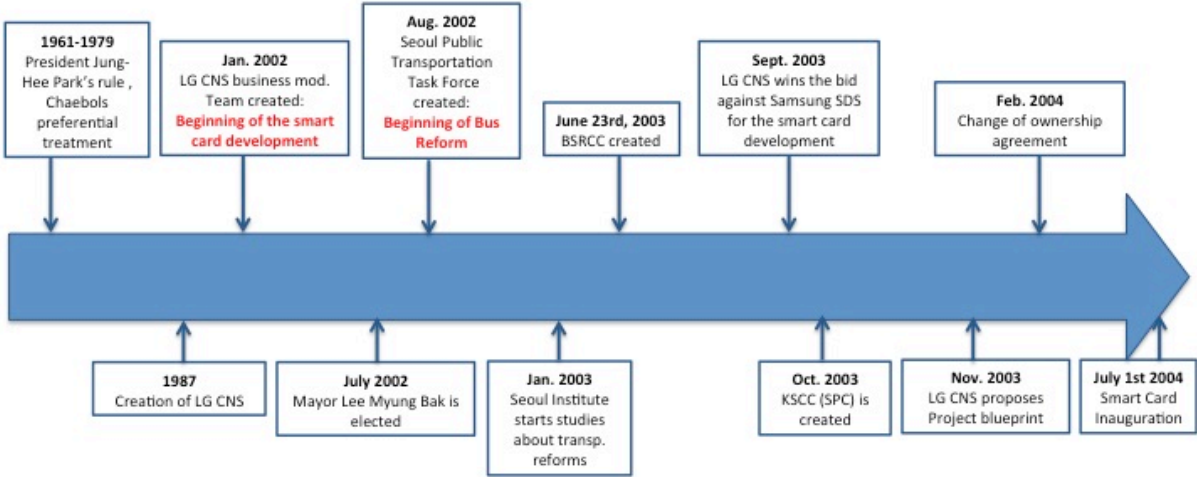 1961-1979
President Jung-
Hee Park's rule ,
Chaebols
preferential
treatment
Jan. 2002
LG CNS business mod.
Team created:
Beginning of the smart
card development
Aug. 2002
Seoul Public
Transportation
Task Force
created:
Beginning of Bus
Reform
June 23rd, 2003
BSRCC created
Sept. 2003
LG CNS wins the bid
against Samsung SDS
for the smart card
development
Feb. 2004
Change of ownership
agreement
1987
Creation of LG CNS
July 2002
Mayor Lee Myung Bak is
elected
Jan. 2003
Seoul Institute
starts studies
about transp.
reforms
Oct. 2003
KSCC (SPC) is
created
Nov. 2003
LG CNS proposes
Project blueprint
July 1st 2004
Smart Card
Inauguration